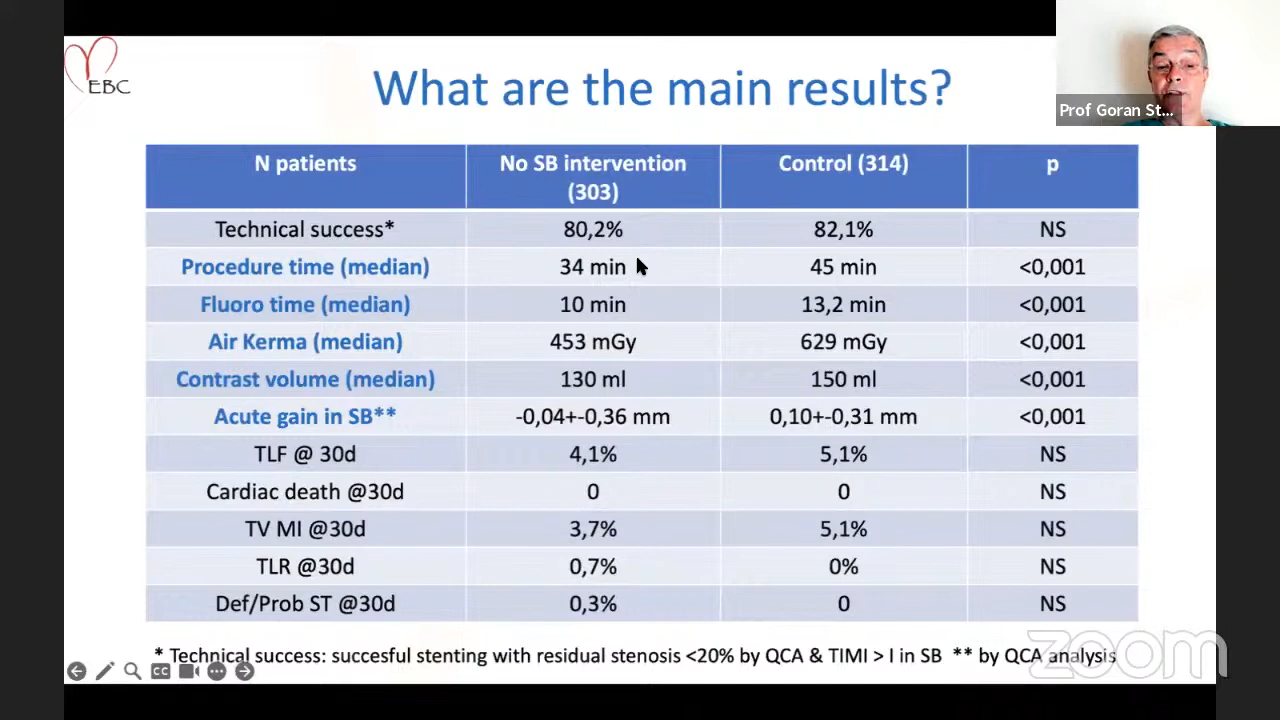 EBC
What are the main results?
Prof Goran St...
N patients No SB intervention (303) Control (314) p
Technical success* 80,2% 82,1% NS
Procedure time (median) 34 min 45 min <0,001
Fluoro time (median) 10 min 13,2 min <0,001
Air Kerma (median) 453 mGy 629 mGy <0,001
Contrast volume (median) 130 ml 150 ml <0,001
Acute gain in SB** -0,04+-0,36 mm 0,10+-0,31 mm <0,001
TLF @ 30d 4,1% 5,1% NS
Cardiac death @30d 0 0 NS
TV MI @30d 3,7% 5,1% NS
TLR @30d 0,7% 0% NS
Def/Prob ST @30d 0,3% 0 NS
* Technical success: succesful stenting with residual stenosis <20% by QCA & TIMI > I in SB ** by QCA analysis
CC
zoom